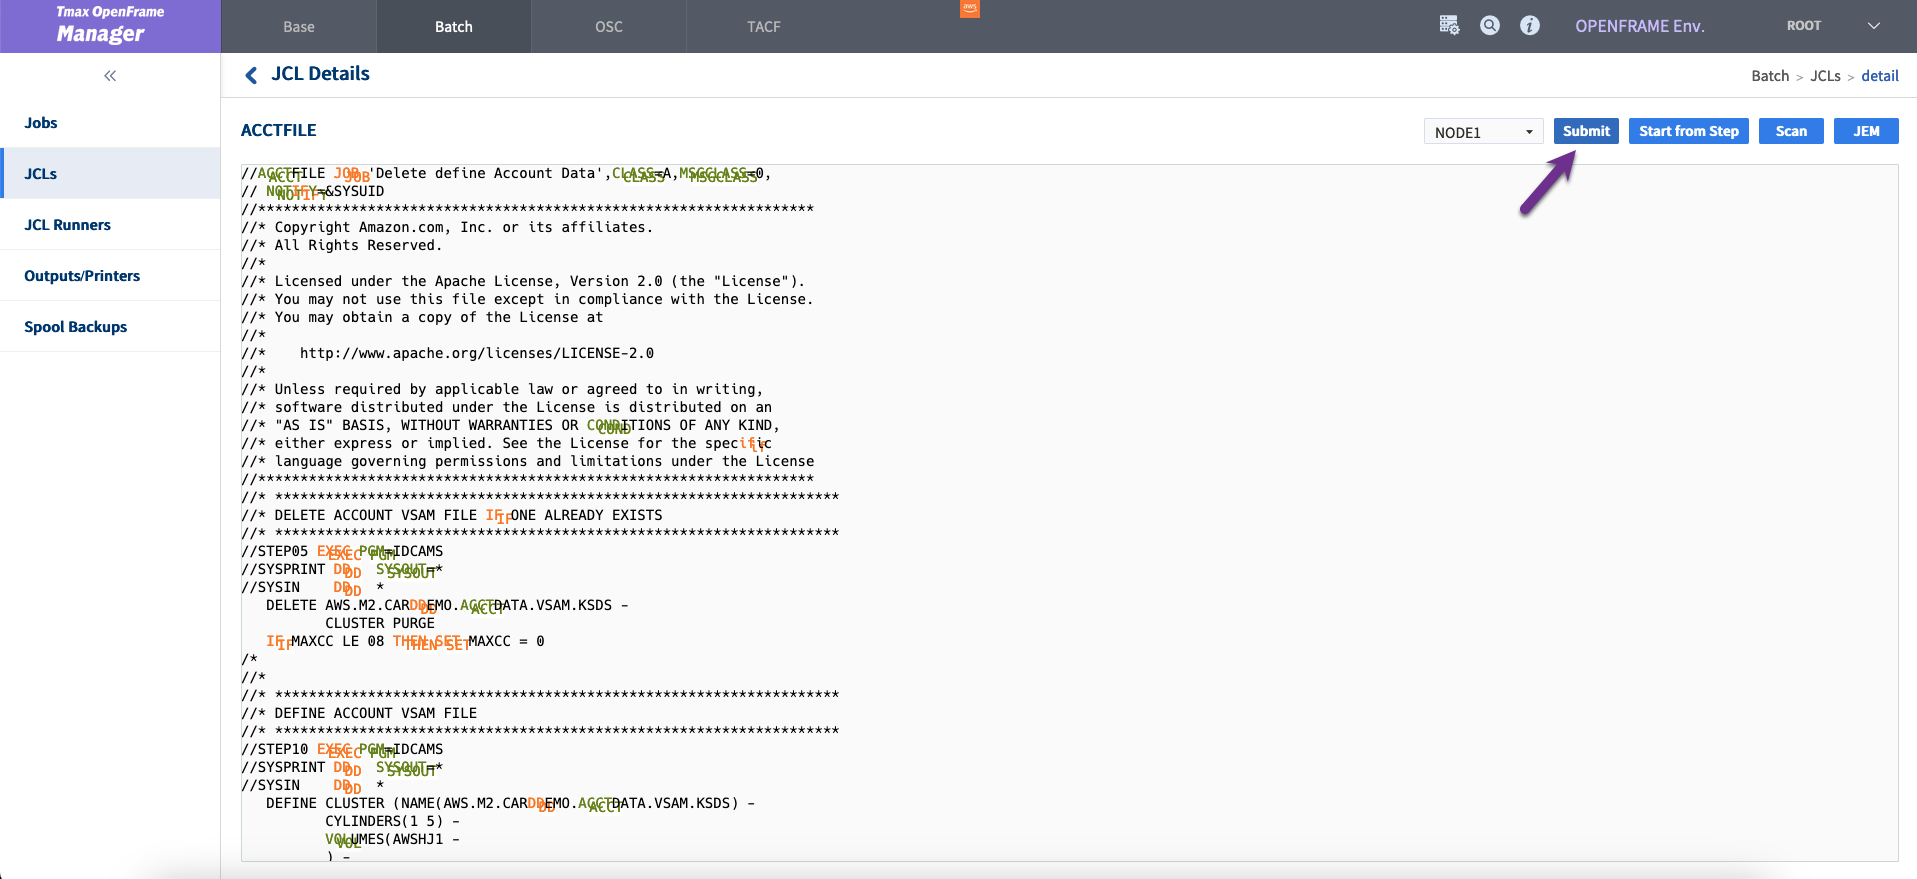 Tmax OpenFrame
Manager
Base
Batch
OSC
TACF
aws
OPENFRAME Env.
ROOT
JCL Details
Batch > JCLs > detail
Jobs
JCLs
JCL Runners
Outputs/Printers
Spool Backups
ACCTFILE
NODE1
Submit
Start from Step
Scan
JEM
//ACCTFILE JOB 'Delete define Account Data',CLASS=A,MSGCLASS=0,
// NOTIFY=&SYSUID
//******************************************************************
//* Copyright Amazon.com, Inc. or its affiliates.
//* All Rights Reserved.
//*
//* Licensed under the Apache License, Version 2.0 (the "License").
//* You may not use this file except in compliance with the License.
//* You may obtain a copy of the License at
//*
//*    http://www.apache.org/licenses/LICENSE-2.0
//*
//* Unless required by applicable law or agreed to in writing,
//* software distributed under the License is distributed on an
//* "AS IS" BASIS, WITHOUT WARRANTIES OR CONDITIONS OF ANY KIND,
//* either express or implied. See the License for the specific
//* language governing permissions and limitations under the License
//******************************************************************
//* *******************************************************************
//* DELETE ACCOUNT VSAM FILE IF ONE ALREADY EXISTS
//* *******************************************************************
//STEP05 EXEC PGM=IDCAMS
//SYSPRINT DD   SYSOUT=*
//SYSIN    DD   *
   DELETE AWS.M2.CARDDEMO.ACCTDATA.VSAM.KSDS -
          CLUSTER PURGE
   IF MAXCC LE 08 THEN SET MAXCC = 0
/*
//*
//* *******************************************************************
//* DEFINE ACCOUNT VSAM FILE
//* *******************************************************************
//STEP10 EXEC PGM=IDCAMS
//SYSPRINT DD   SYSOUT=*
//SYSIN    DD   *
   DEFINE CLUSTER (NAME(AWS.M2.CARDDEMO.ACCTDATA.VSAM.KSDS) -
          CYLINDERS(1 5) -
          VOLUMES(AWSHJ1 -
          ) -